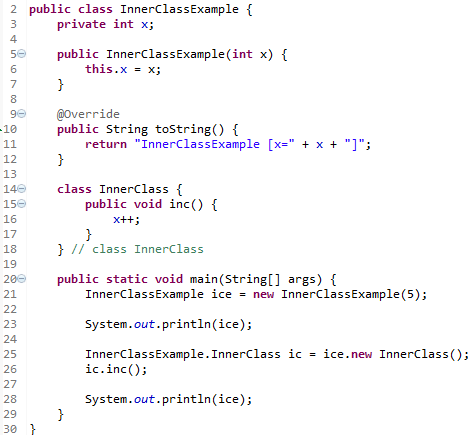 2 public class InnerClassExample {
3     private int x;
4
5     public InnerClassExample(int x) {
6         this.x = x;
7     }
8
9     @Override
10     public String toString() {
11         return "InnerClassExample [x=" + x + "]";
12     }
13
14     class InnerClass {
15         public void inc() {
16             x++;
17         }
18     } // class InnerClass
19
20     public static void main(String[] args) {
21         InnerClassExample ice = new InnerClassExample(5);
22
23         System.out.println(ice);
24
25         InnerClassExample.InnerClass ic = ice.new InnerClass();
26         ic.inc();
27
28         System.out.println(ice);
29     }
30 }